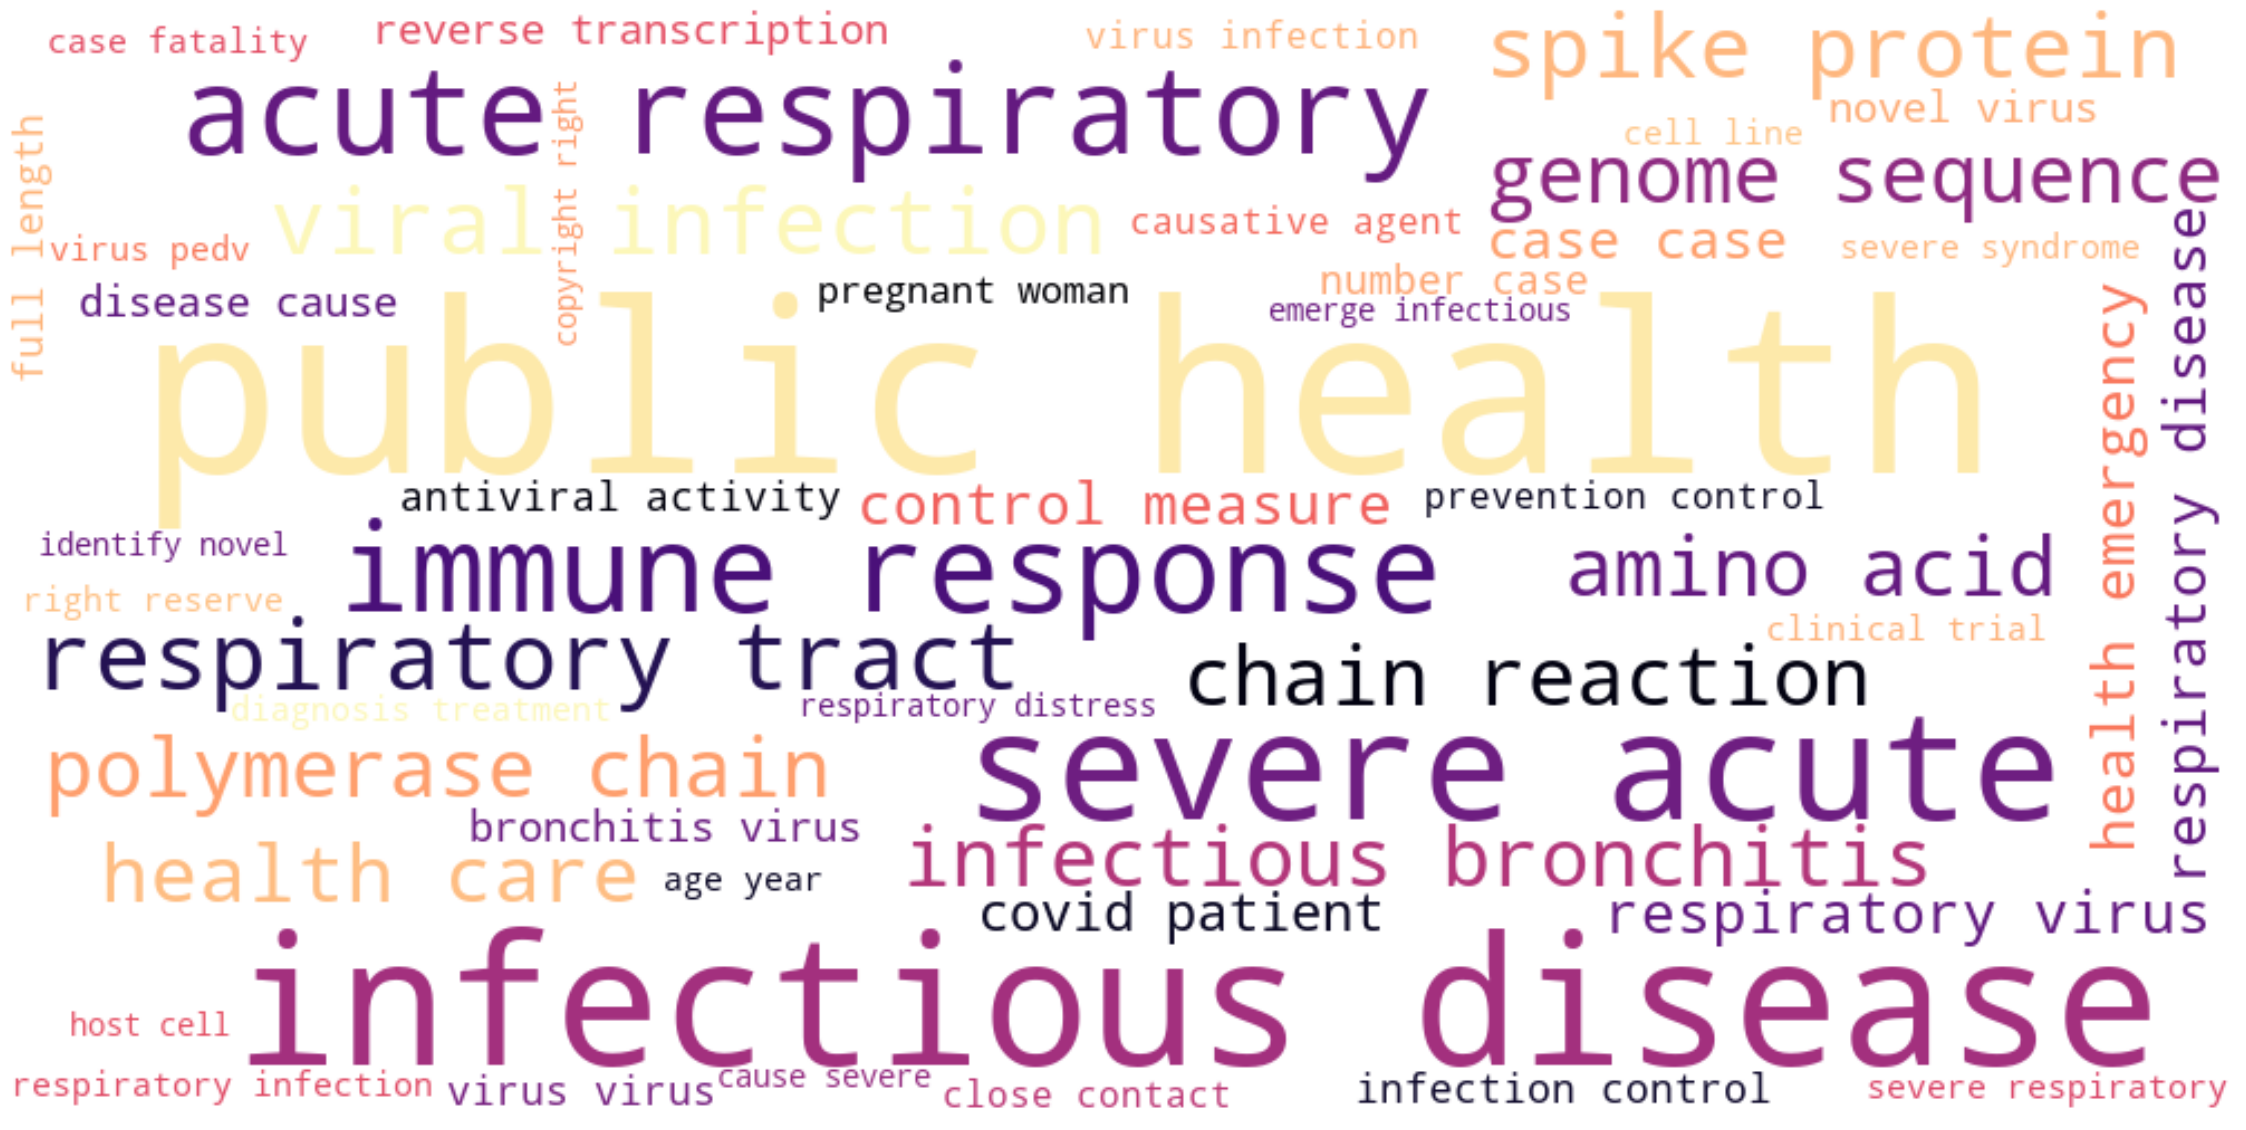 case fatality
reverse transcription
virus infection
spike protein
acute respiratory
copyright right
novel virus
cell line
full length
genome sequence
viral infection
causative agent
case case
severe syndrome
respiratory disease
virus pedv
number case
disease cause
pregnant woman
emerge infectious
health emergency
public health
antiviral activity
control measure
prevention control
identify novel
immune response
amino acid
right reserve
clinical trial
respiratory tract
chain reaction
diagnosis treatment
respiratory distress
polymerase chain
severe acute
bronchitis virus
infectious bronchitis
health care
age year
covid patient
respiratory virus
infectious disease
host cell
respiratory infection
virus virus
cause severe
close contact
infection control
severe respiratory